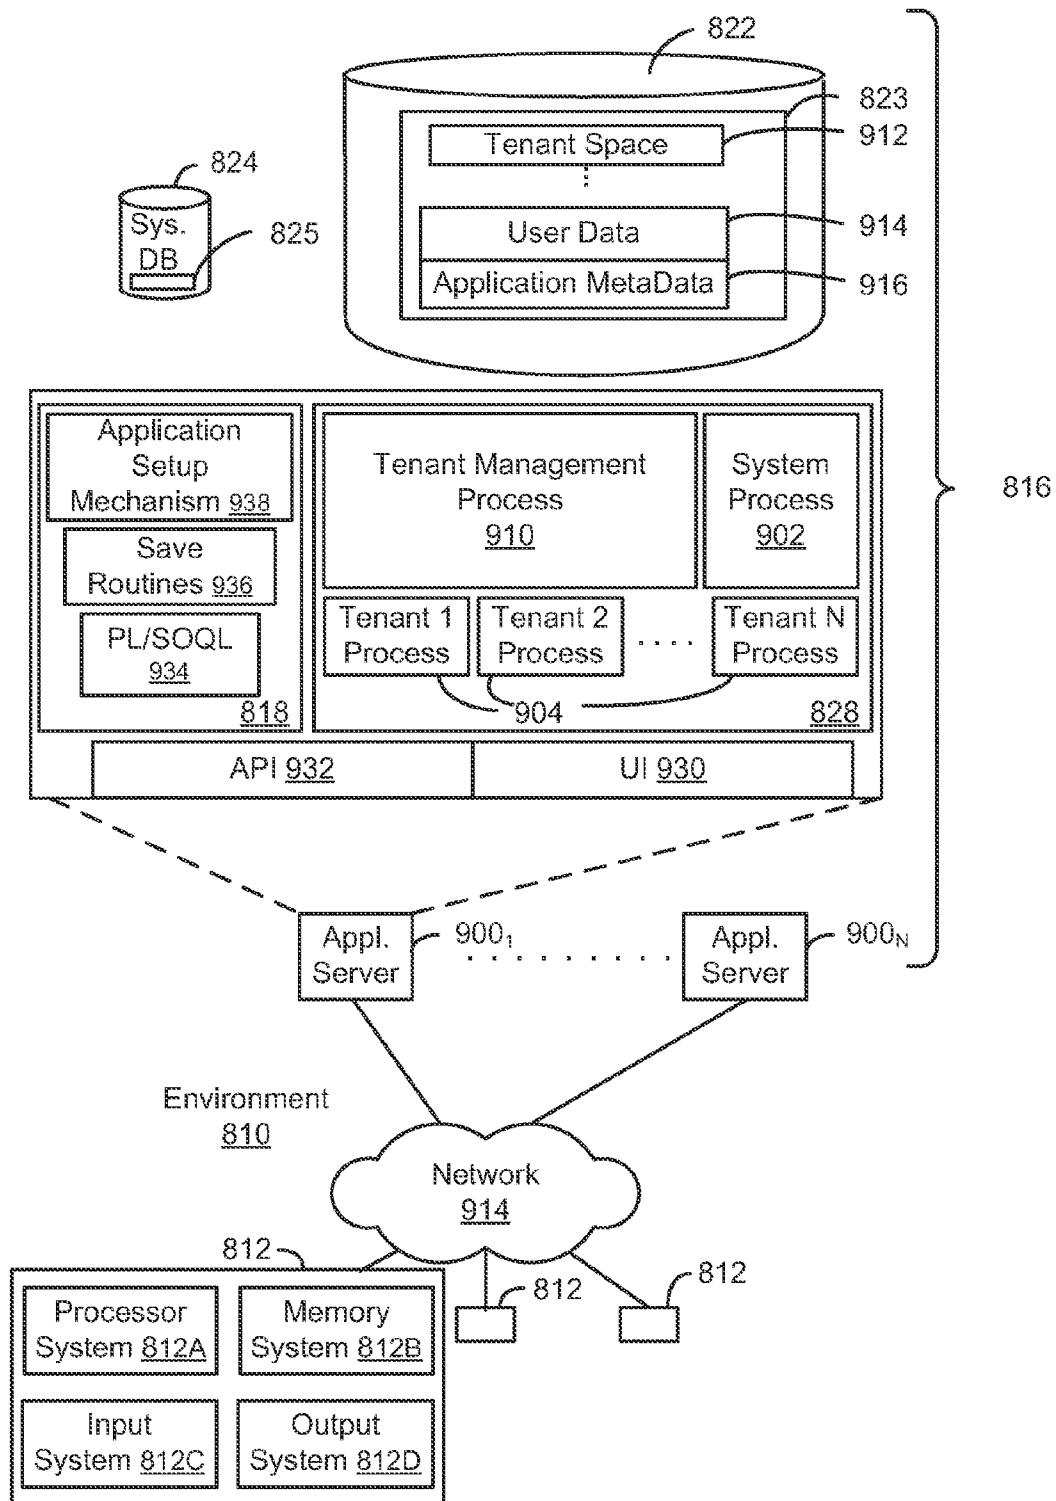 822
823
Tenant Space
912
824
Sys.
DB
825
User Data
914
Application MetaData
916
Application
Setup
Mechanism 938
Save
Routines 936
PL/SOQL
934
818
Tenant Management
Process
910
System
Process
902
816
Tenant 1
Process
Tenant 2
Process
Tenant N
Process
904
828
API 932
UI 930
Appl.
Server
900₁
Appl.
Server
900N
Environment
810
Network
914
812
812
812
Processor
System 812A
Memory
System 812B
Input
System 812C
Output
System 812D